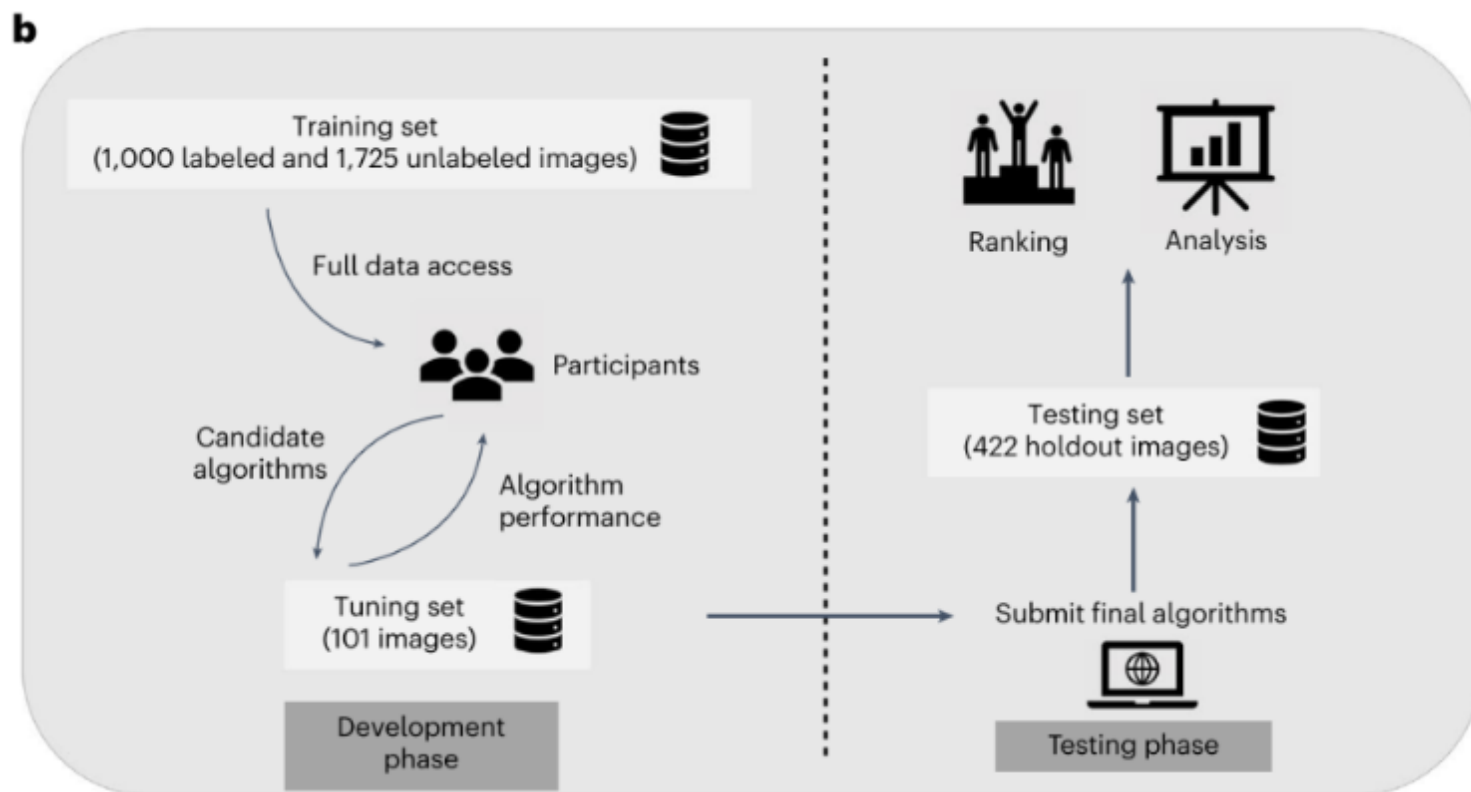 b
Training set
(1,000 labeled and 1,725 unlabeled images)
Full data access
Participants
Candidate
algorithms
Algorithm
performance
Tuning set
(101 images)
Development
phase
Ranking
Analysis
Testing set
(422 holdout images)
Submit final algorithms
Testing phase